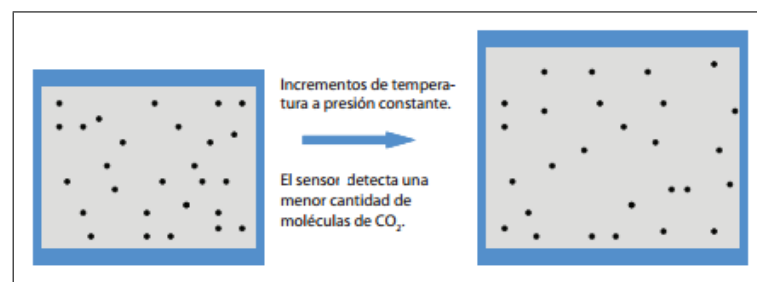 Incrementos de tempera-
tura a presión constante.
El sensor detecta una
menor cantidad de
moléculas de CO₂.